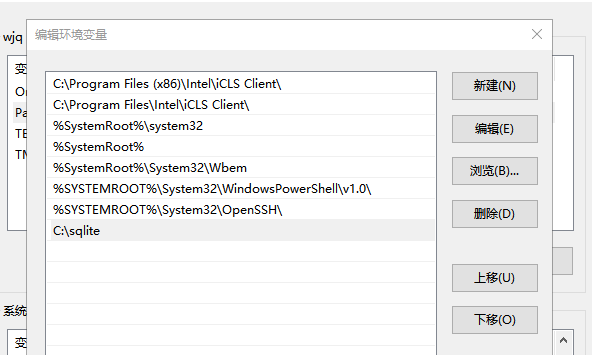 编辑环境变量
wjq
变
Or
Pa
TE
TM
C:\Program Files (x86)\Intel\iCLS Client\
C:\Program Files\Intel\iCLS Client\
%SystemRoot%\system32
%SystemRoot%
%SystemRoot%\System32\Wbem
%SYSTEMROOT%\System32\WindowsPowerShell\v1.0\
%SYSTEMROOT%\System32\OpenSSH\
C:\sqlite
新建(N)
编辑(E)
浏览(B)...
删除(D)
上移(U)
下移(O)
系统
变